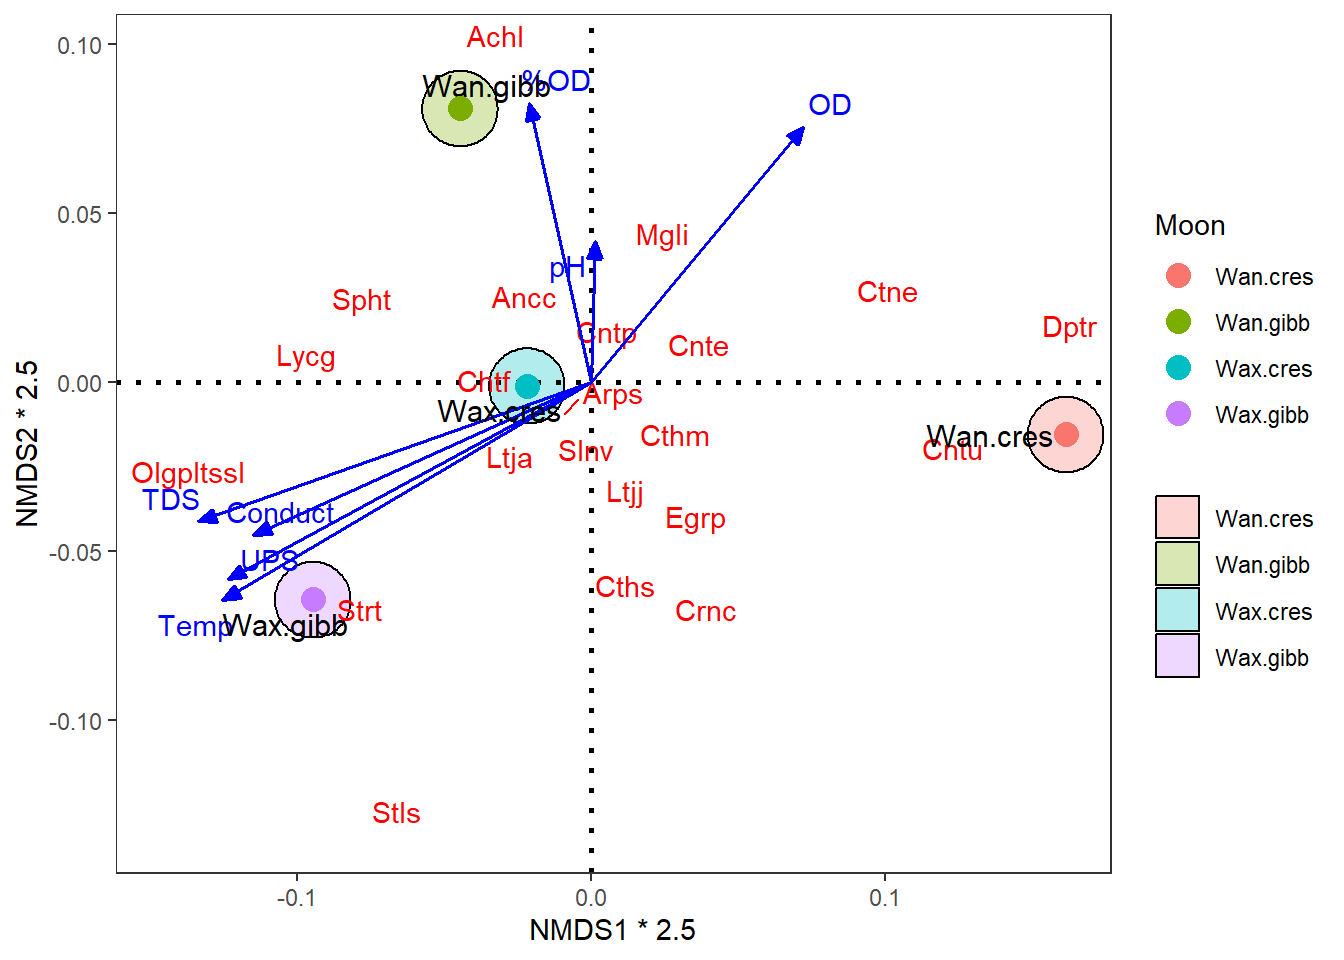 Achl
0.10
Wan.gibb
%OD
OD
0.05
Mgli
Moon
pH
Wan.cres
Spht
Ancc
Ctne
Wan.gibb
Cntp
Dptr
Lycg
Cnte
Wax.cres
0.00
Chtf
Arps
Wax.gibb
NMDS2 * 2.5
Wax.cres
Cthm
Wan.cres
Cntu
Slnv
Ltja
Olgpltssl
TDS
Ltjj
Conduct
Egrp
Wan.cres
-0.05
UPS
Wan.gibb
Cths
Wax.cres
Strt
Crnc
Temp
Wax.gibb
Wax.gibb
-0.10
Stls
-0.1
0.0
0.1
NMDS1 * 2.5